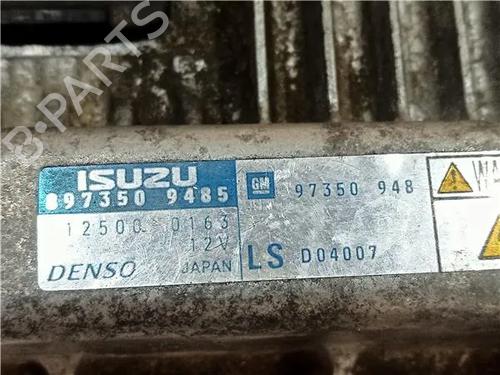 B-PARTS
ISUZU
897350 9485
12500 0163
12V
DENSO JAPAN
GM 97350 948
LS D04007